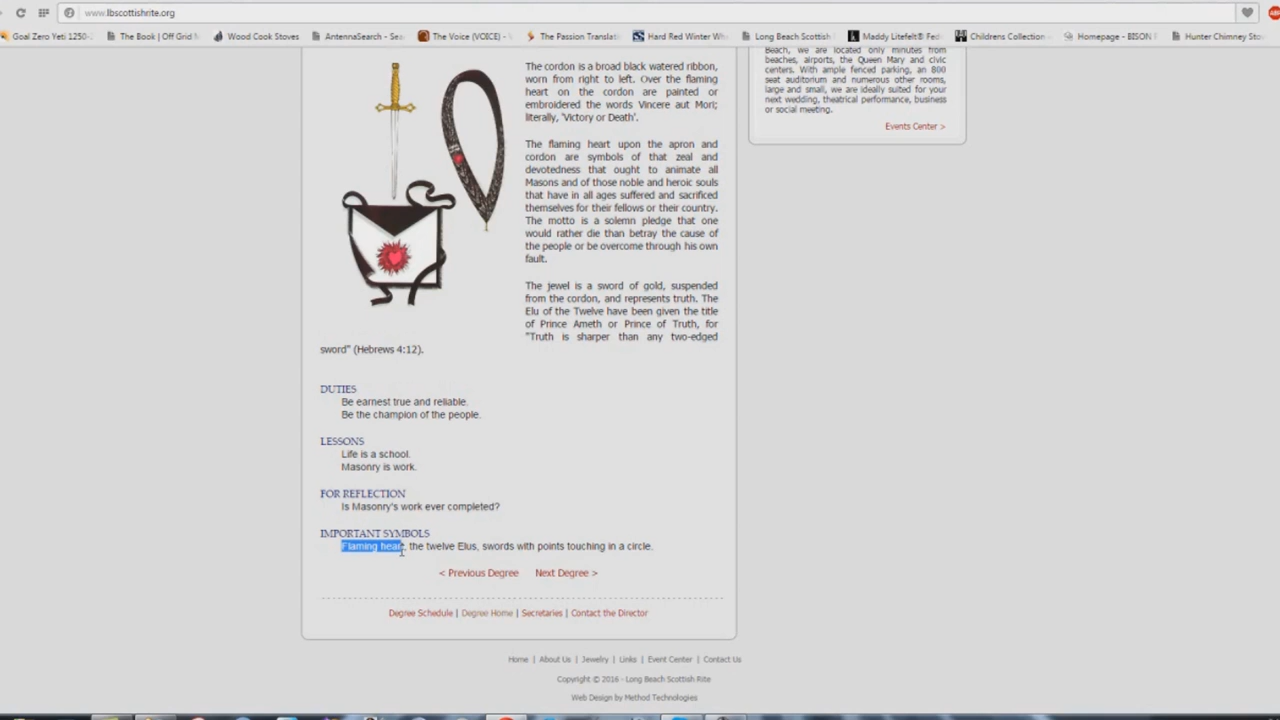 www.lbscottishrite.org
Goal Zero Yeti 1250-
The Book | Off Grid
Wood Cook Stoves
AntennaSearch - Sea
The Voice (VOICE) -
The Passion Translati
Hard Red Winter Wh
Long Beach Scottish
Maddy Litefelt® Fed
Childrens Collection
Homepage - BISON
Hunter Chimney Sto
The cordon is a broad black watered ribbon,
worn from right to left. Over the flaming
heart on the cordon are painted or
embroidered the words Vincere aut Mori;
literally, 'Victory or Death'.
The flaming heart upon the apron and
cordon are symbols of that zeal and
devotedness that ought to animate all
Masons and of those noble and heroic souls
that have in all ages suffered and sacrificed
themselves for their fellows or their country.
The motto is a solemn pledge that one
would rather die than betray the cause of
the people or be overcome through his own
fault.
The jewel is a sword of gold, suspended
from the cordon, and represents truth. The
Elu of the Twelve have been given the title
of Prince Ameth or Prince of Truth, for
"Truth is sharper than any two-edged
sword" (Hebrews 4:12).
DUTIES
Be earnest true and reliable.
Be the champion of the people.
LESSONS
Life is a school.
Masonry is work.
FOR REFLECTION
Is Masonry's work ever completed?
IMPORTANT SYMBOLS
Flaming heart, the twelve Elus, swords with points touching in a circle.
< Previous Degree Next Degree >
Degree Schedule | Degree Home | Secretaries | Contact the Director
Beach, we are located only minutes from
beaches, airports, the Queen Mary and civic
centers. With ample fenced parking, an 800
seat auditorium and numerous other rooms,
large and small, we are ideally suited for your
next wedding, theatrical performance, business
or social meeting.
Events Center >
Home | About Us | Jewelry | Links | Event Center | Contact Us
Copyright © 2016 - Long Beach Scottish Rite
Web Design by Method Technologies